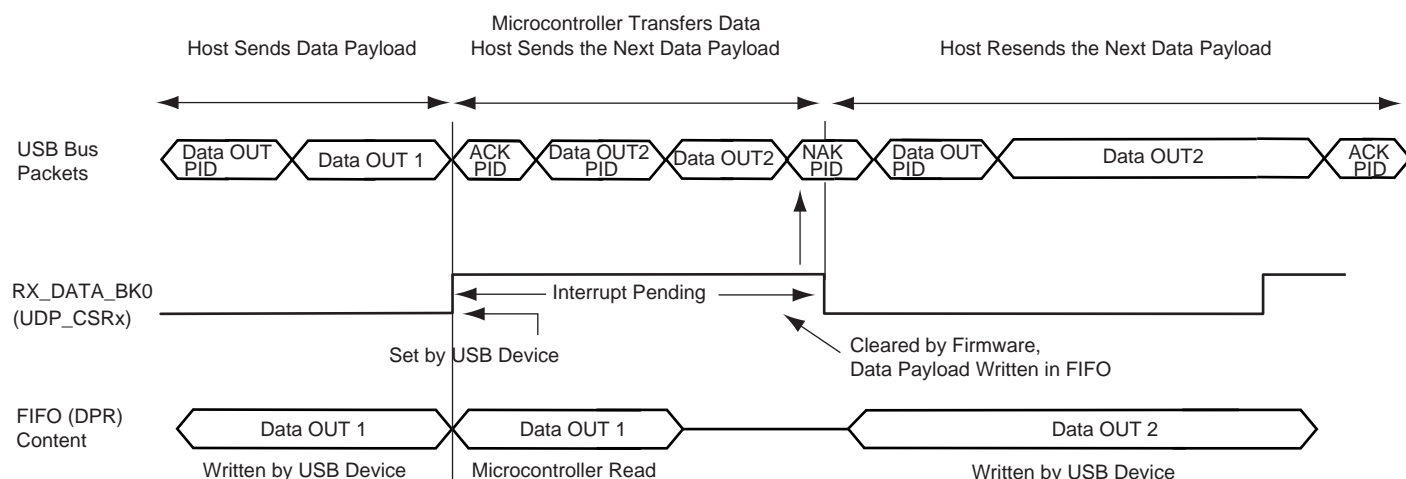 Microcontroller Transfers Data
Host Sends Data Payload
Host Sends the Next Data Payload
Host Resends the Next Data Payload
USB Bus
Packets
Data OUT
PID
Data OUT 1
ACK
PID
Data OUT2
PID
Data OUT2
NAK
PID
Data OUT
PID
Data OUT2
ACK
PID
RX_DATA_BK0
(UDP_CSRx)
Interrupt Pending
Set by USB Device
Cleared by Firmware,
Data Payload Written in FIFO
FIFO (DPR)
Content
Data OUT 1
Data OUT 1
Data OUT 2
Written by USB Device
Microcontroller Read
Written by USB Device